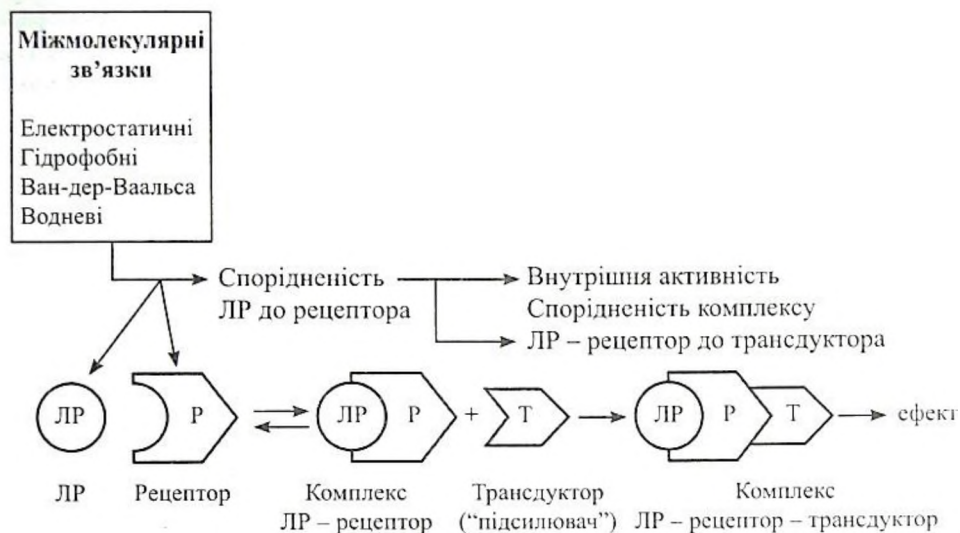 Міжмолекулярні
зв'язки
Електростатичні
Гідрофобні
Ван-дер-Ваальса
Водневі
Спорідненість
ЛР до рецептора
Внутрішня активність
Спорідненість комплексу
ЛР – рецептор до трансдуктора
ЛР
Р
ЛР
Р
+
Т
ЛР
Р
Т
ефект
ЛР
Рецептор
Комплекс
ЛР – рецептор
Трансдуктор
(“підсилювач”)
Комплекс
ЛР – рецептор – трансдуктор